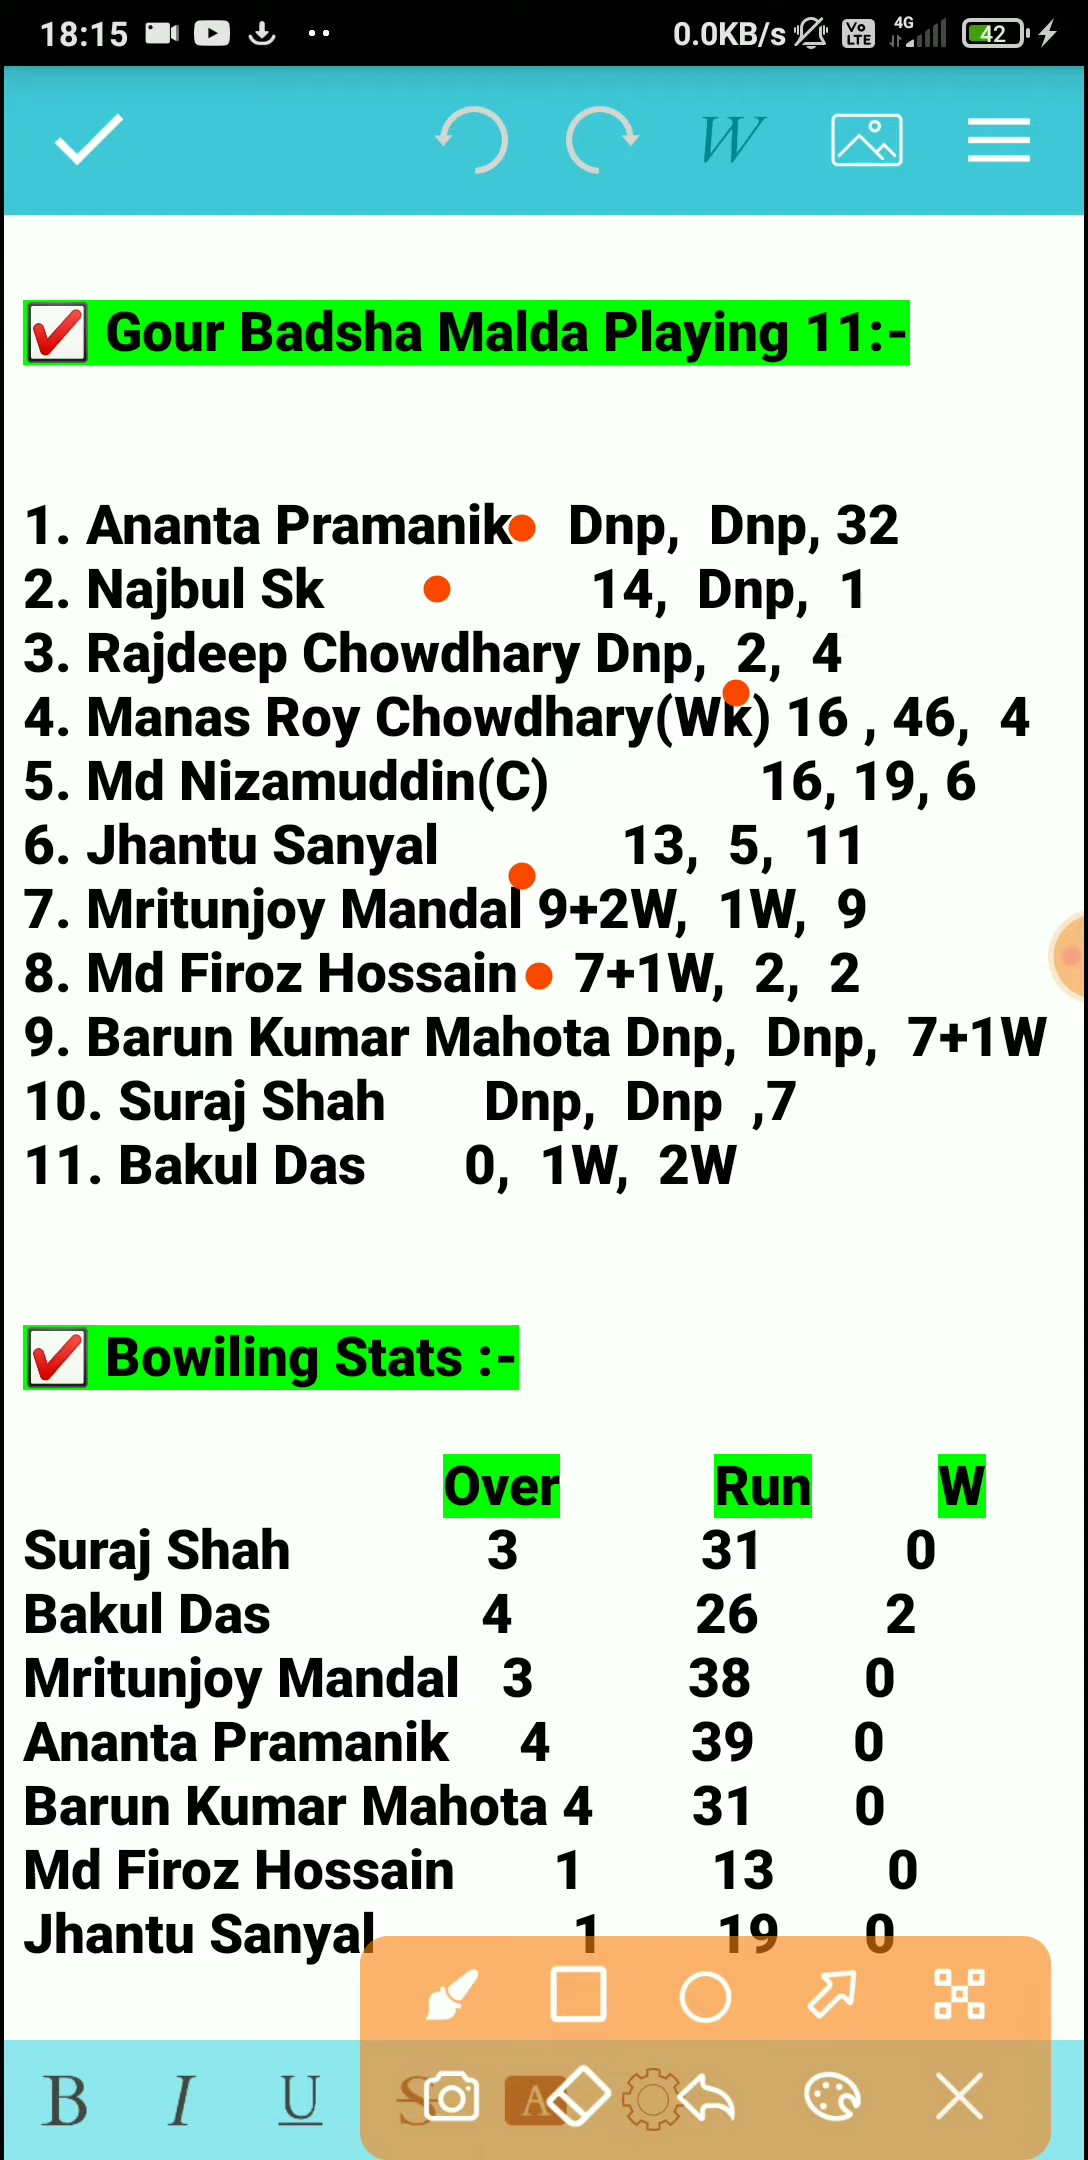 18:15 0.0KB/s Vo LTE 4G 42
W
Gour Badsha Malda Playing 11:-
1. Ananta Pramanik Dnp, Dnp, 32
2. Najbul Sk 14, Dnp, 1
3. Rajdeep Chowdhary Dnp, 2, 4
4. Manas Roy Chowdhary(Wk) 16 , 46, 4
5. Md Nizamuddin(C) 16, 19, 6
6. Jhantu Sanyal 13, 5, 11
7. Mritunjoy Mandal 9+2W, 1W, 9
8. Md Firoz Hossain 7+1W, 2, 2
9. Barun Kumar Mahota Dnp, Dnp, 7+1W
10. Suraj Shah Dnp, Dnp ,7
11. Bakul Das 0, 1W, 2W
Bowiling Stats :-
Over Run W
Suraj Shah 3 31 0
Bakul Das 4 26 2
Mritunjoy Mandal 3 38 0
Ananta Pramanik 4 39 0
Barun Kumar Mahota 4 31 0
Md Firoz Hossain 1 13 0
Jhantu Sanyal 1 19 0
B I U S A